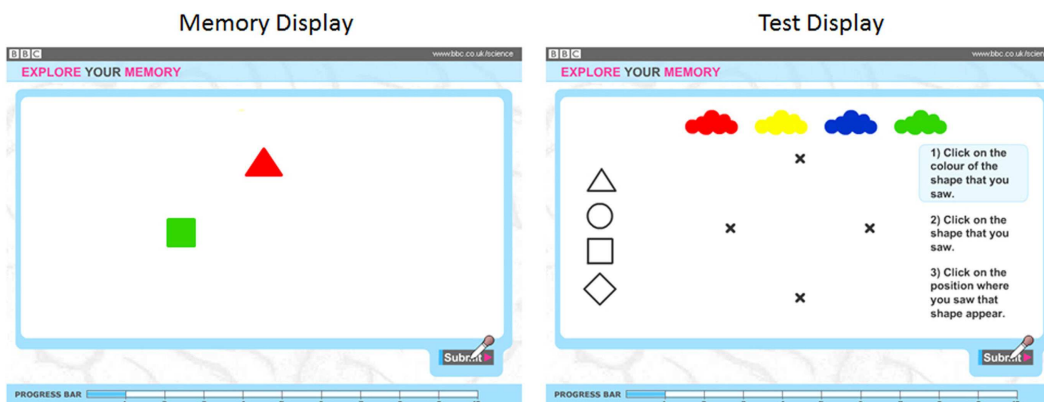 Memory Display
BBC
www.bbc.co.uk/science
EXPLORE YOUR MEMORY
Submit
PROGRESS BAR
Test Display
BBC
www.bbc.co.uk/scien
EXPLORE YOUR MEMORY
1) Click on the
colour of the
shape that you
saw.
2) Click on the
shape that you
saw.
3) Click on the
position where
you saw that
shape appear.
Submit
PROGRESS BAR